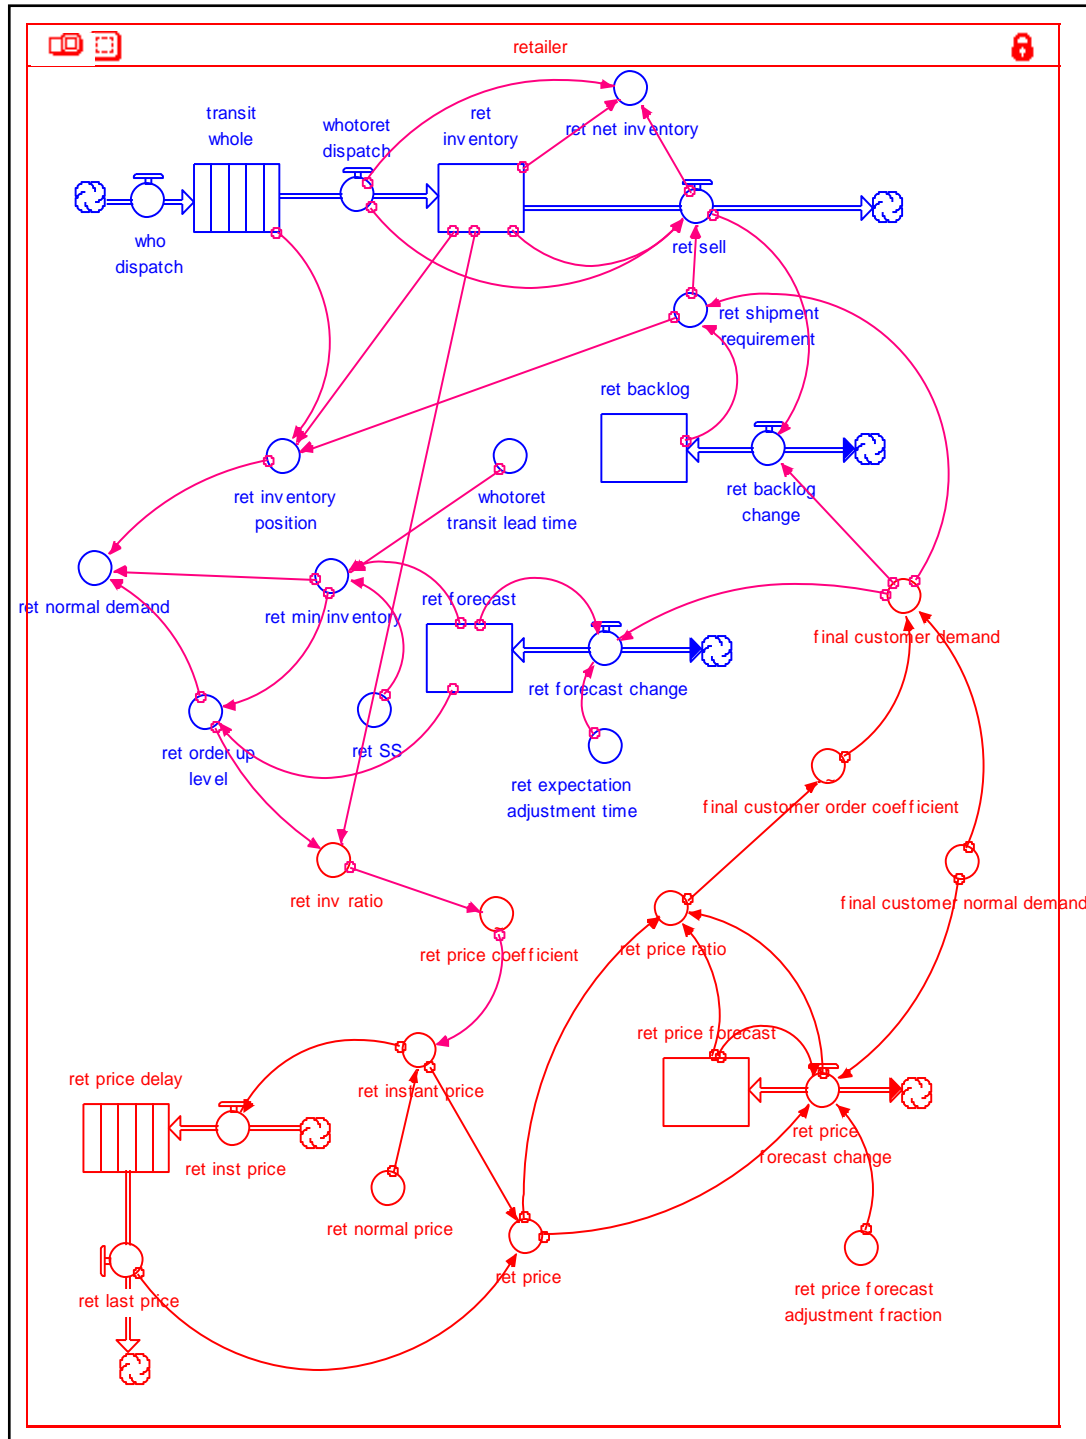 retailer
transit
whole
whotoret
dispatch
ret
inventory
ret net inventory
who
dispatch
ret sell
ret shipment
requirement
ret backlog
ret inventory
position
whotoret
transit lead time
ret backlog
change
ret normal demand
ret min inventory
ret forecast
final customer demand
ret forecast change
ret order up
level
ret SS
ret expectation
adjustment time
final customer order coefficient
ret inv ratio
final customer normal demand
ret price coefficient
ret price ratio
ret price forecast
ret price delay
ret instant price
ret inst price
ret price
forecast change
ret normal price
ret price
ret last price
ret price forecast
adjustment fraction